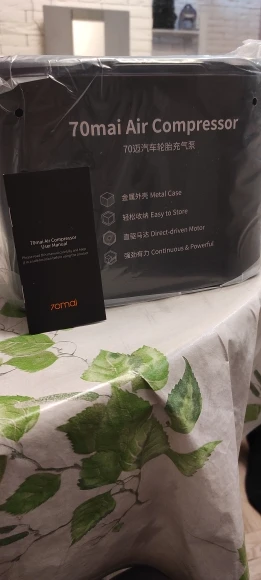 70mai Air Compressor
70迈汽车轮胎充气泵
金属外壳 Metal Case
轻松收纳 Easy to Store
直驱马达 Direct-driven Motor
强劲有力 Continuous & Powerful
70mai Air Compressor
User Manual
70mai